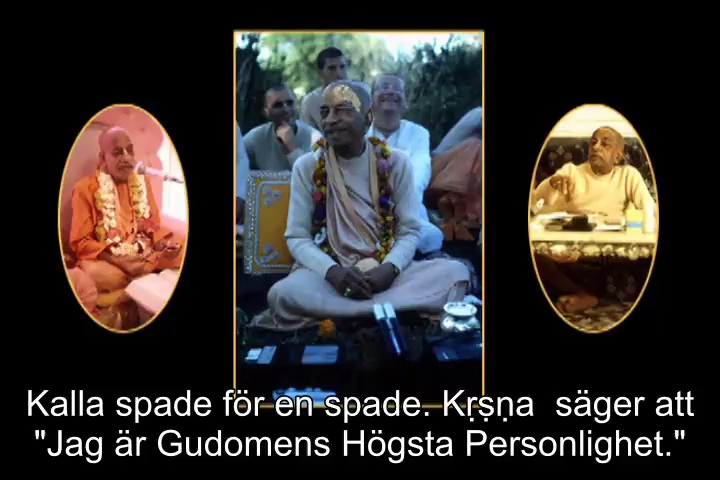 Kalla spade för en spade. Kṛṣṇa  säger att
"Jag är Gudomens Högsta Personlighet."